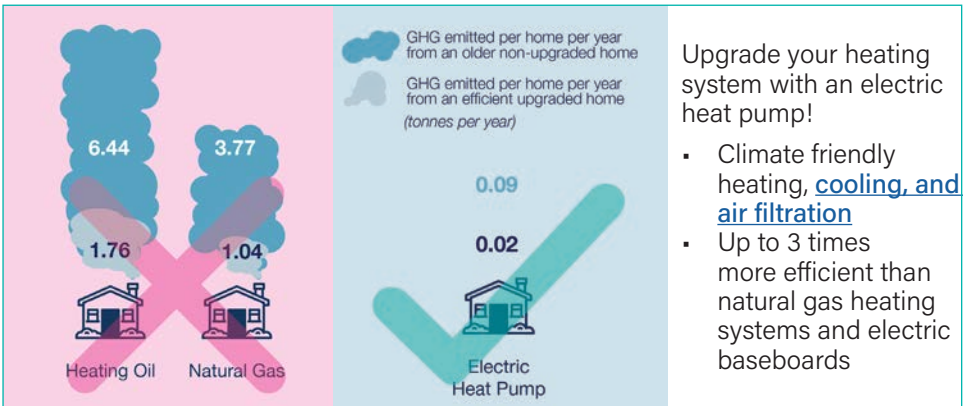 GHG emitted per home per year
from an older non-upgraded home
GHG emitted per home per year
from an efficient upgraded home
(tonnes per year)
6.44
3.77
1.76
1.04
Heating Oil
Natural Gas
0.09
0.02
Electric
Heat Pump
Upgrade your heating
system with an electric
heat pump!
▪ Climate friendly
heating, cooling, and
air filtration
▪ Up to 3 times
more efficient than
natural gas heating
systems and electric
baseboards